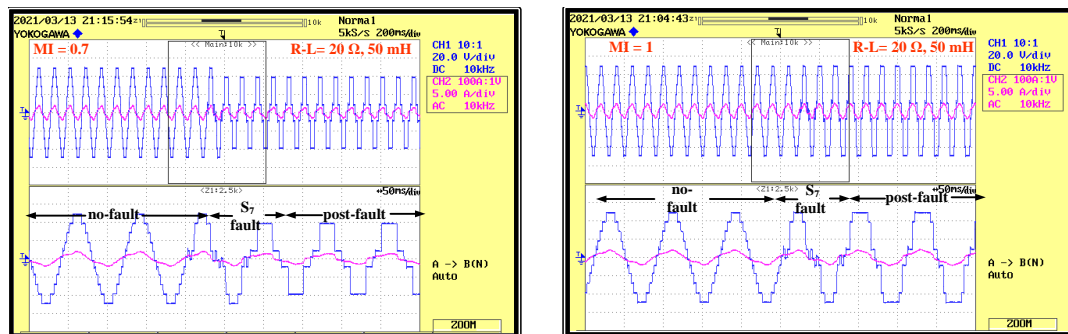 2021/03/13 21:15:54
10k
Normal
5kS/s 200ms/div
YOKOGAWA
<< Main:10k >>
MI = 0.7
R-L= 20 Ω, 50 mH
CH1 10:1
20.0 V/div
DC 10kHz
CH2 100A:1V
5.00 A/div
AC 10kHz
<Z1:2.5k>
50ms/div
no-fault
S7
fault
post-fault
A -> B(N)
Auto
ZOOM
2021/03/13 21:04:43
10k
Normal
5kS/s 200ms/div
YOKOGAWA
<< Main:10k >>
MI = 1
R-L= 20 Ω, 50 mH
CH1 10:1
20.0 V/div
DC 10kHz
CH2 100A:1V
5.00 A/div
AC 10kHz
<Z1:2.5k>
50ms/div
no-
fault
S7
fault
post-fault
A -> B(N)
Auto
ZOOM